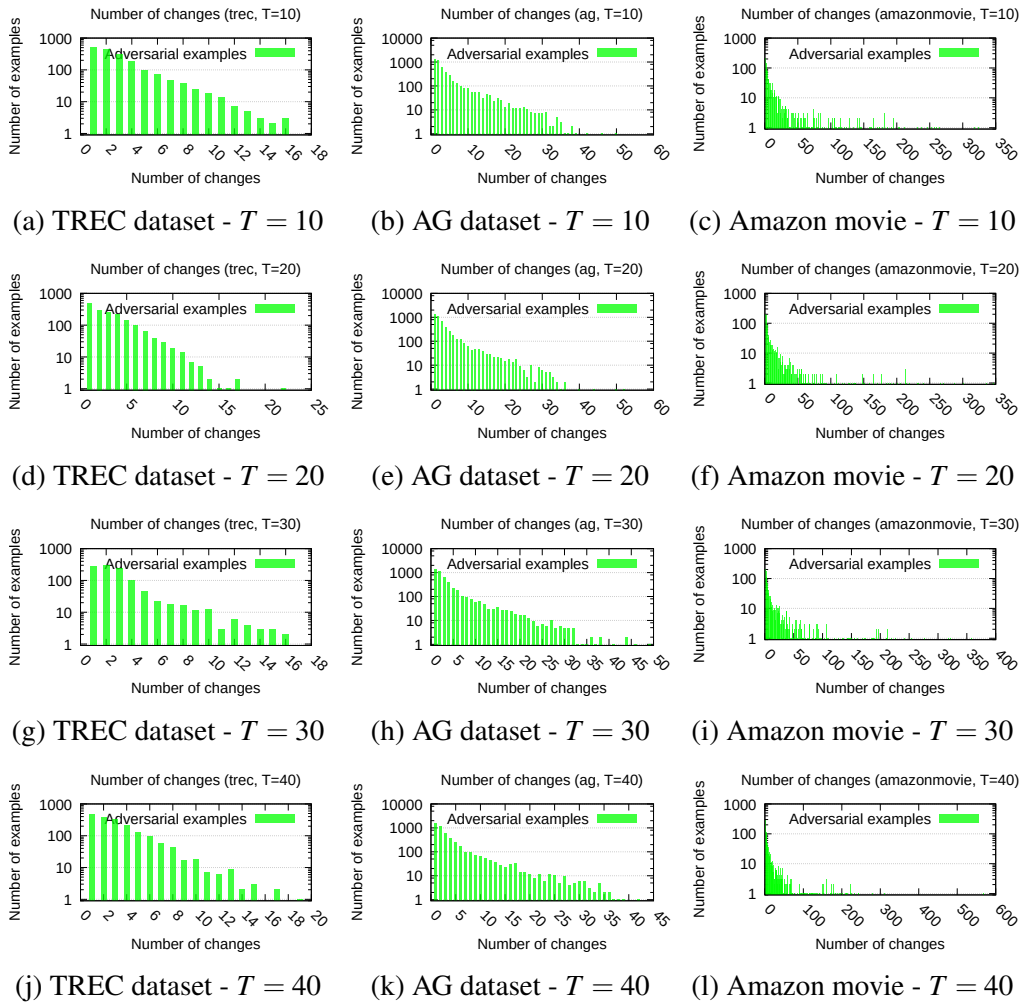 Number of changes (trec, T=10)
Number of examples
1000
100
10
1
Adversarial examples
0 2 4 6 8 10 12 14 16 18
Number of changes
(a) TREC dataset - T = 10
Number of changes (ag, T=10)
Number of examples
10000
1000
100
10
1
Adversarial examples
0 10 20 30 40 50 60
Number of changes
(b) AG dataset - T = 10
Number of changes (amazonmovie, T=10)
Number of examples
1000
100
10
1
Adversarial examples
0 50 100 150 200 250 300 350
Number of changes
(c) Amazon movie - T = 10
Number of changes (trec, T=20)
Number of examples
1000
100
10
1
Adversarial examples
0 5 10 15 20 25
Number of changes
(d) TREC dataset - T = 20
Number of changes (ag, T=20)
Number of examples
10000
1000
100
10
1
Adversarial examples
0 10 20 30 40 50 60
Number of changes
(e) AG dataset - T = 20
Number of changes (amazonmovie, T=20)
Number of examples
1000
100
10
1
Adversarial examples
0 50 100 150 200 250 300 350
Number of changes
(f) Amazon movie - T = 20
Number of changes (trec, T=30)
Number of examples
1000
100
10
1
Adversarial examples
0 2 4 6 8 10 12 14 16 18
Number of changes
(g) TREC dataset - T = 30
Number of changes (ag, T=30)
Number of examples
10000
1000
100
10
1
Adversarial examples
0 5 10 15 20 25 30 35 40 45 50
Number of changes
(h) AG dataset - T = 30
Number of changes (amazonmovie, T=30)
Number of examples
1000
100
10
1
Adversarial examples
0 50 100 150 200 250 300 350 400
Number of changes
(i) Amazon movie - T = 30
Number of changes (trec, T=40)
Number of examples
1000
100
10
1
Adversarial examples
0 2 4 6 8 10 12 14 16 18 20
Number of changes
(j) TREC dataset - T = 40
Number of changes (ag, T=40)
Number of examples
10000
1000
100
10
1
Adversarial examples
0 5 10 15 20 25 30 35 40 45
Number of changes
(k) AG dataset - T = 40
Number of changes (amazonmovie, T=40)
Number of examples
1000
100
10
1
Adversarial examples
0 100 200 300 400 500 600
Number of changes
(l) Amazon movie - T = 40